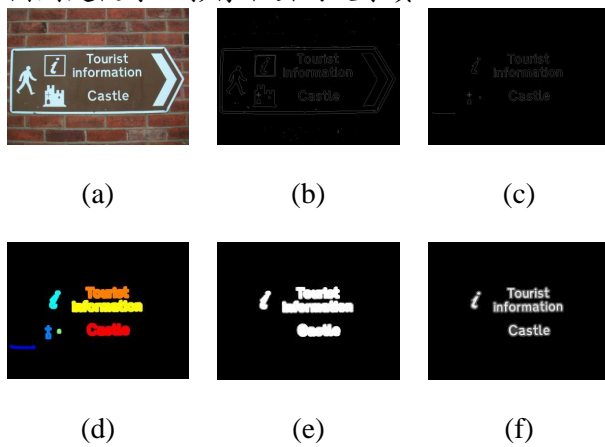 i Tourist
information
Castle
i Tourist
information
Castle
i Tourist
information
Castle
(a) (b) (c)
i Tourist
information
Castle
i Tourist
information
Castle
i Tourist
information
Castle
(d) (e) (f)